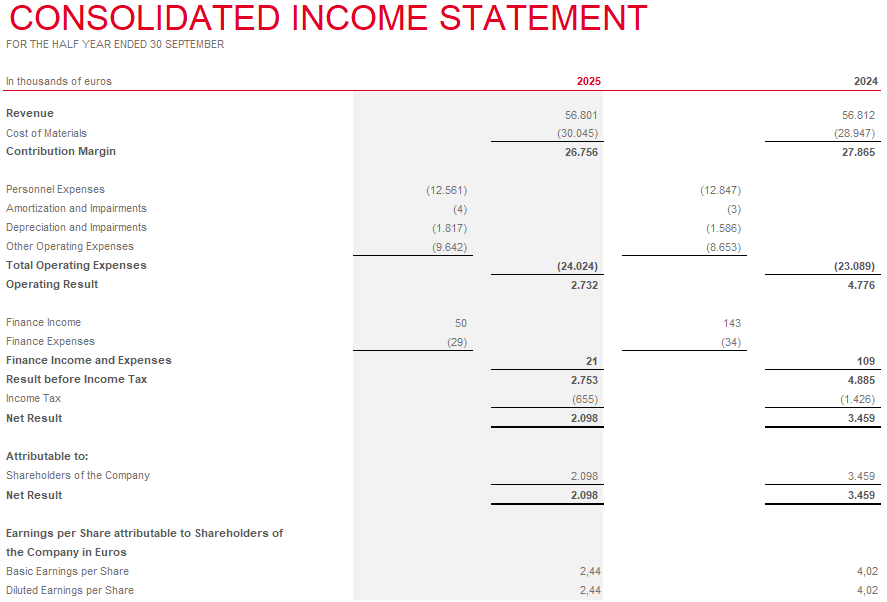 CONSOLIDATED INCOME STATEMENT
FOR THE HALF YEAR ENDED 30 SEPTEMBER
In thousands of euros 2025 2024
Revenue 56.801 56.812
Cost of Materials (30.045) (28.947)
Contribution Margin 26.756 27.865
Personnel Expenses (12.561) (12.847)
Amortization and Impairments (4) (3)
Depreciation and Impairments (1.817) (1.586)
Other Operating Expenses (9.642) (8.653)
Total Operating Expenses (24.024) (23.089)
Operating Result 2.732 4.776
Finance Income 50 143
Finance Expenses (29) (34)
Finance Income and Expenses 21 109
Result before Income Tax 2.753 4.885
Income Tax (655) (1.426)
Net Result 2.098 3.459
Attributable to:
Shareholders of the Company 2.098 3.459
Net Result 2.098 3.459
Earnings per Share attributable to Shareholders of
the Company in Euros
Basic Earnings per Share 2,44 4,02
Diluted Earnings per Share 2,44 4,02